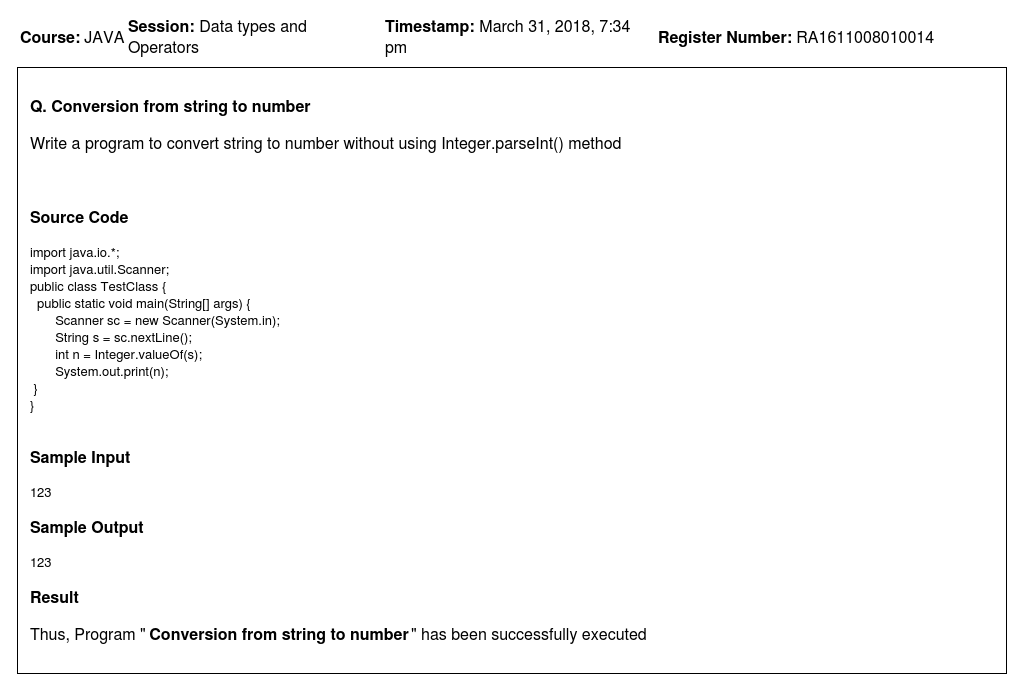 Course: JAVA Session: Data types and Operators Timestamp: March 31, 2018, 7:34 pm Register Number: RA1611008010014
Q. Conversion from string to number
Write a program to convert string to number without using Integer.parseInt() method
Source Code
import java.io.*;
import java.util.Scanner;
public class TestClass {
  public static void main(String[] args) {
       Scanner sc = new Scanner(System.in);
       String s = sc.nextLine();
       int n = Integer.valueOf(s);
       System.out.print(n);
 }
}
Sample Input
123
Sample Output
123
Result
Thus, Program " Conversion from string to number " has been successfully executed